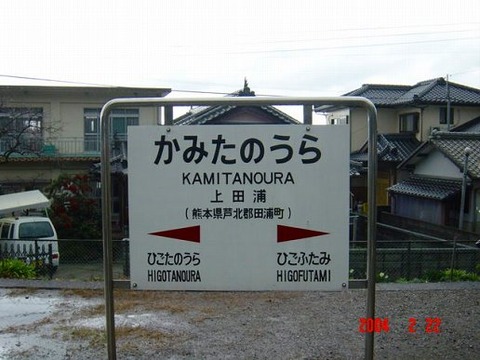 かみたのうら
KAMITANOURA
上田浦
(熊本県芦北郡田浦町)
ひごたのうら ひごふたみ
HIGOTANOURA HIGOFUTAMI
2004 2 22